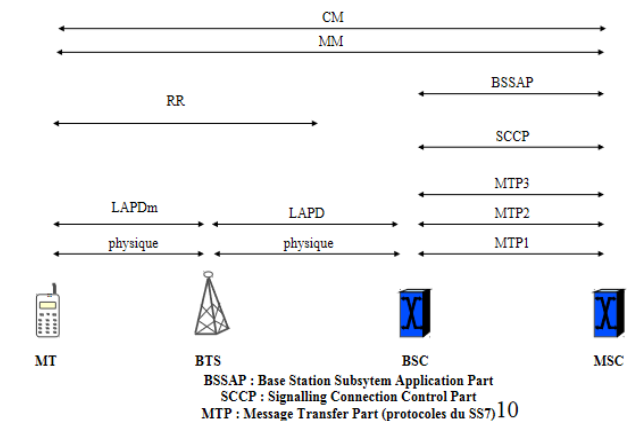 CM
MM
BSSAP
RR
SCCP
MTP3
LAPDm LAPD MTP2
physique physique MTP1
MT BTS BSC MSC
BSSAP : Base Station Subsytem Application Part
SCCP : Signalling Connection Control Part
MTP : Message Transfer Part (protocoles du SS7) 10